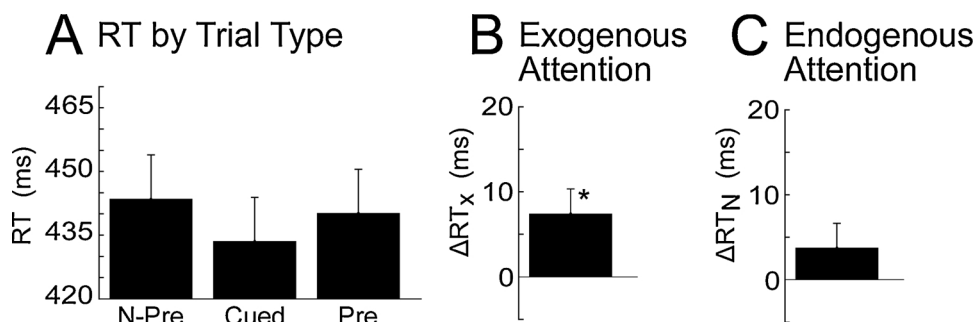 A RT by Trial Type
RT (ms)
465
450
435
420
N-Pre Cued Pre
B Exogenous
Attention
ΔRTX (ms)
20
10
0
*
C Endogenous
Attention
ΔRTN (ms)
20
10
0